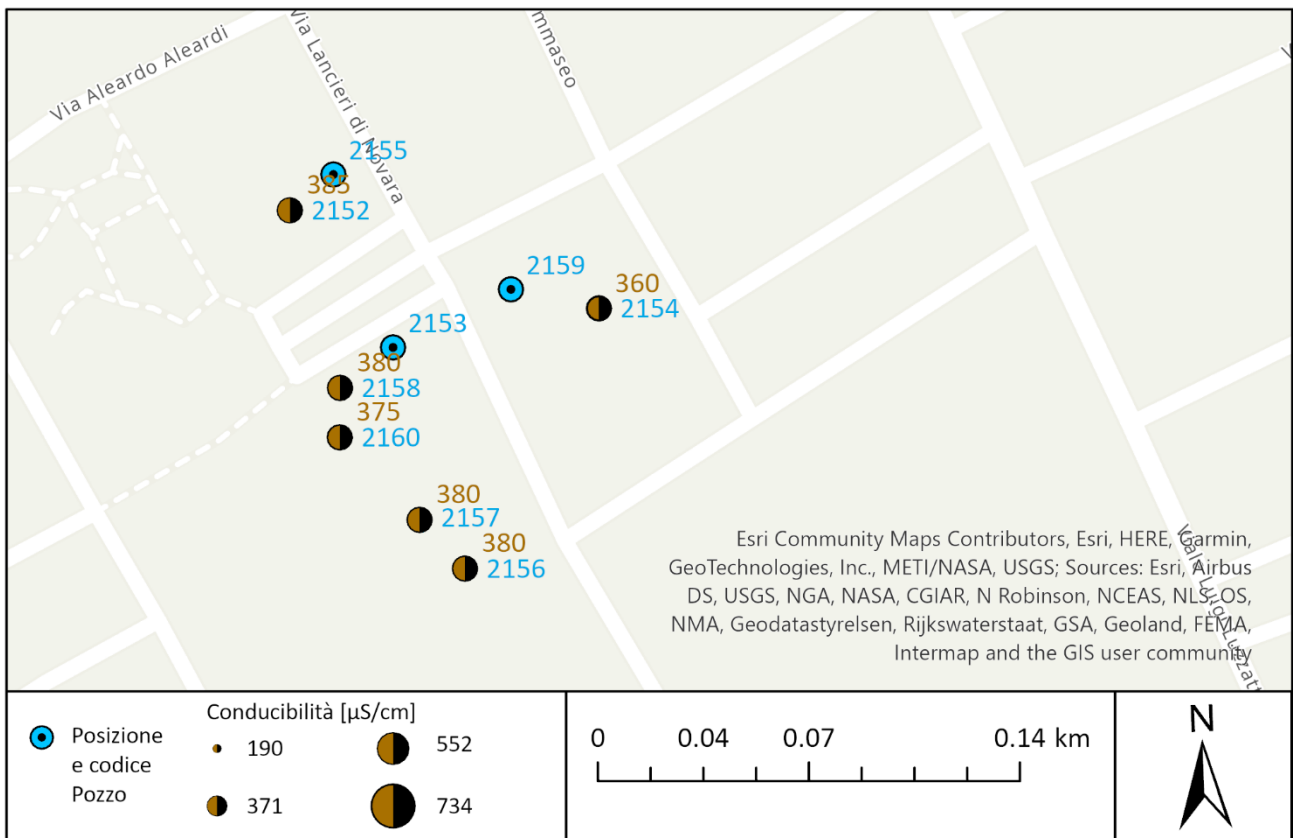 Via Aleardo Aleardi
Via Lancieri di Novara
mmaseo
2155
385
2152
2159
360
2154
2153
380
2158
375
2160
380
2157
380
2156
Viale Luigi Luzzatt
Esri Community Maps Contributors, Esri, HERE, Garmin,
GeoTechnologies, Inc., METI/NASA, USGS; Sources: Esri, Airbus
DS, USGS, NGA, NASA, CGIAR, N Robinson, NCEAS, NLS, OS,
NMA, Geodatastyrelsen, Rijkswaterstaat, GSA, Geoland, FEMA,
Intermap and the GIS user community
Posizione
e codice
Pozzo
Conducibilità [µS/cm]
190
552
371
734
0 0.04 0.07 0.14 km
N